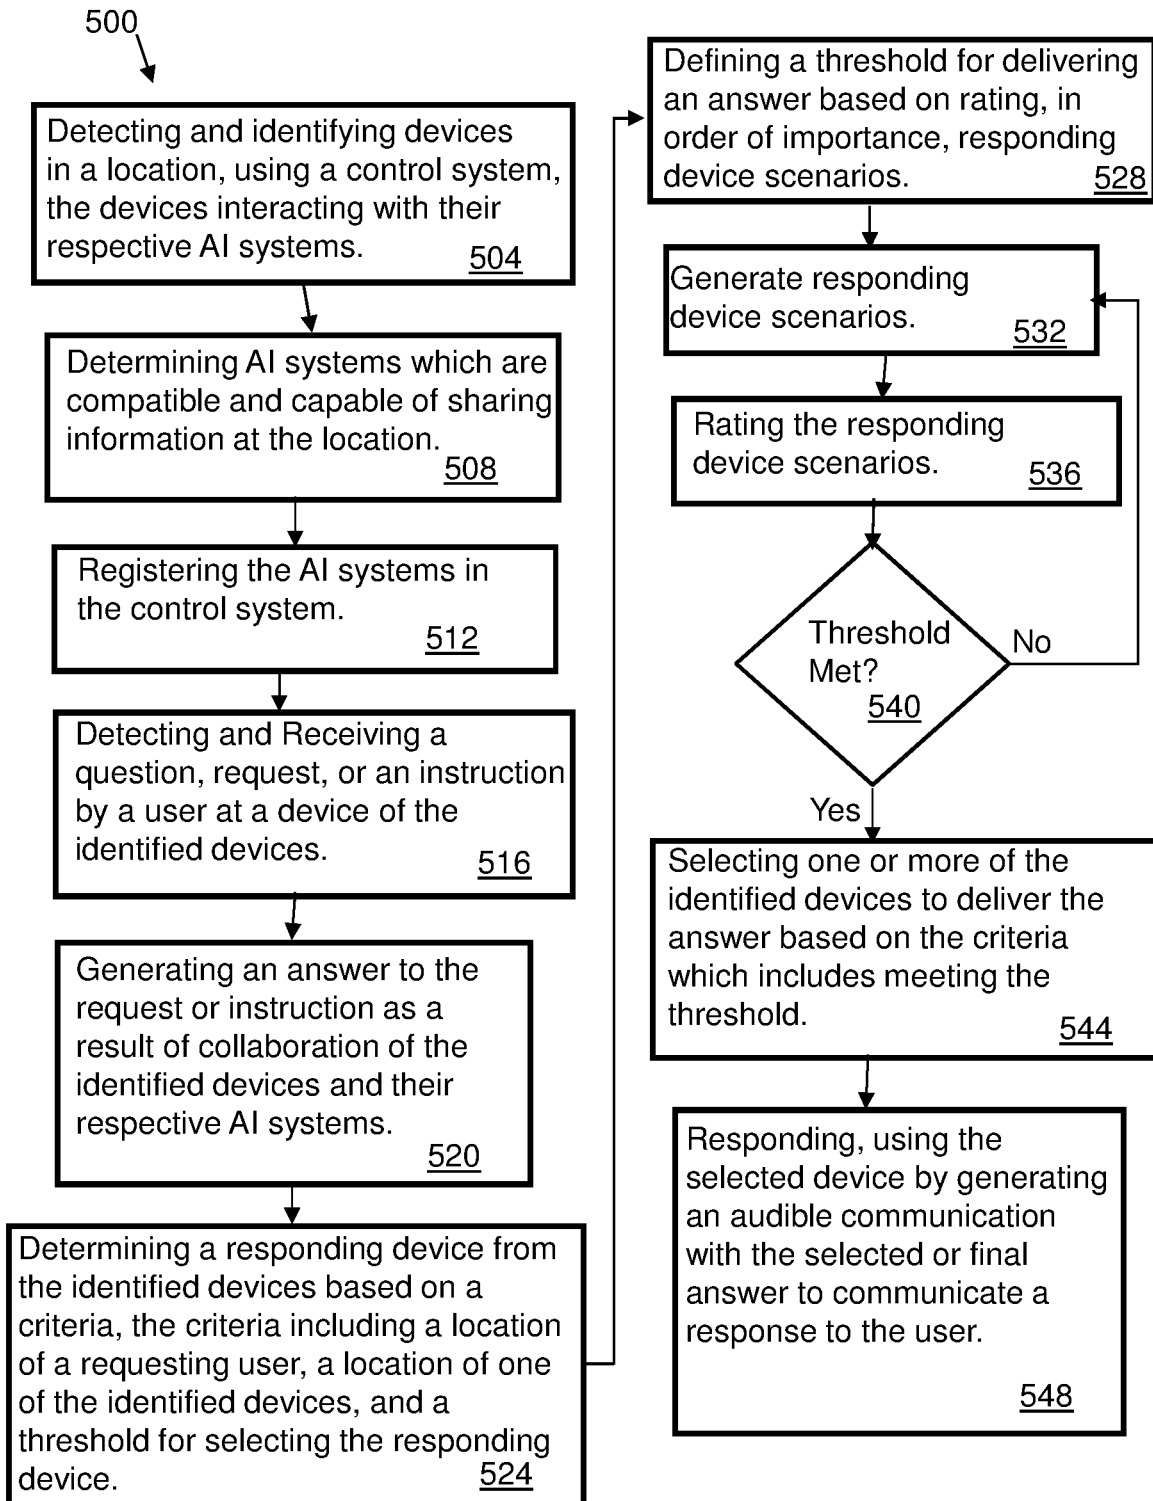 500
Detecting and identifying devices
in a location, using a control system,
the devices interacting with their
respective AI systems.
504
Determining AI systems which are
compatible and capable of sharing
information at the location.
508
Registering the AI systems in
the control system.
512
Detecting and Receiving a
question, request, or an instruction
by a user at a device of the
identified devices.
516
Generating an answer to the
request or instruction as a
result of collaboration of the
identified devices and their
respective AI systems.
520
Determining a responding device from
the identified devices based on a
criteria, the criteria including a location
of a requesting user, a location of one
of the identified devices, and a
threshold for selecting the responding
device.
524
Defining a threshold for delivering
an answer based on rating, in
order of importance, responding
device scenarios.
528
Generate responding
device scenarios.
532
Rating the responding
device scenarios.
536
Threshold
Met?
540
No
Yes
Selecting one or more of the
identified devices to deliver the
answer based on the criteria
which includes meeting the
threshold.
544
Responding, using the
selected device by generating
an audible communication
with the selected or final
answer to communicate a
response to the user.
548